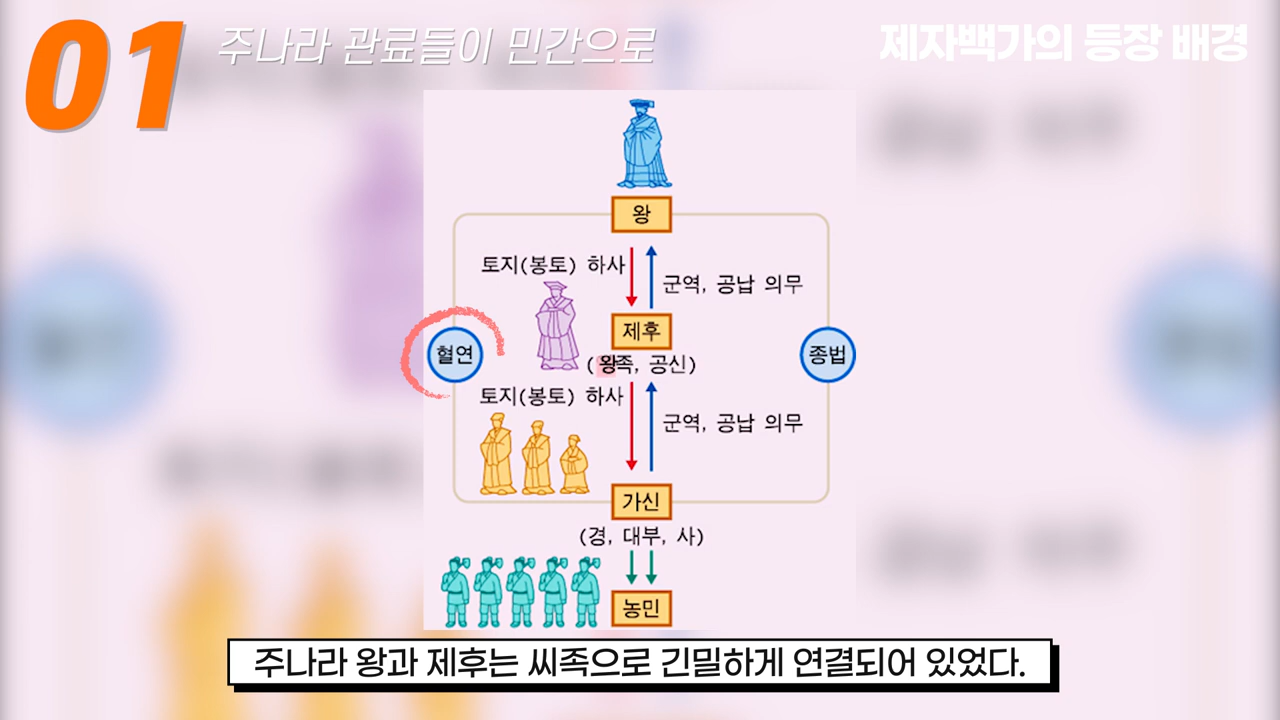 01
주나라 관료들이 민간으로
제자백가의 등장 배경
왕
토지(봉토) 하사
군역, 공납 의무
제후
(왕족, 공신)
혈연
종법
토지(봉토) 하사
군역, 공납 의무
가신
(경, 대부, 사)
농민
주나라 왕과 제후는 씨족으로 긴밀하게 연결되어 있었다.